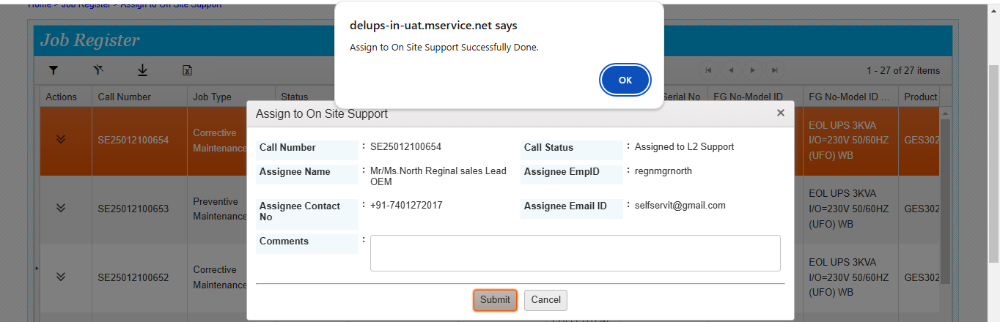 Home > Job Register > Assign to On Site Support
delups-in-uat.mservice.net says
Assign to On Site Support Successfully Done.
OK
Job Register
1 - 27 of 27 items
Actions Call Number Job Type Status Serial No FG No-Model ID FG No-Model ID ... Product
SE25012100654 Corrective Maintenance EOL UPS 3KVA I/O=230V 50/60HZ (UFO) WB GES302
SE25012100653 Preventive Maintenance EOL UPS 3KVA I/O=230V 50/60HZ (UFO) WB GES302
SE25012100652 Corrective Maintenance EOL UPS 3KVA I/O=230V 50/60HZ (UFO) WB GES302
Assign to On Site Support
Call Number : SE25012100654 Call Status : Assigned to L2 Support
Assignee Name : Mr/Ms.North Reginal sales Lead OEM Assignee EmpID : regnmgrnorth
Assignee Contact No : +91-7401272017 Assignee Email ID : selfservit@gmail.com
Comments :
Submit Cancel